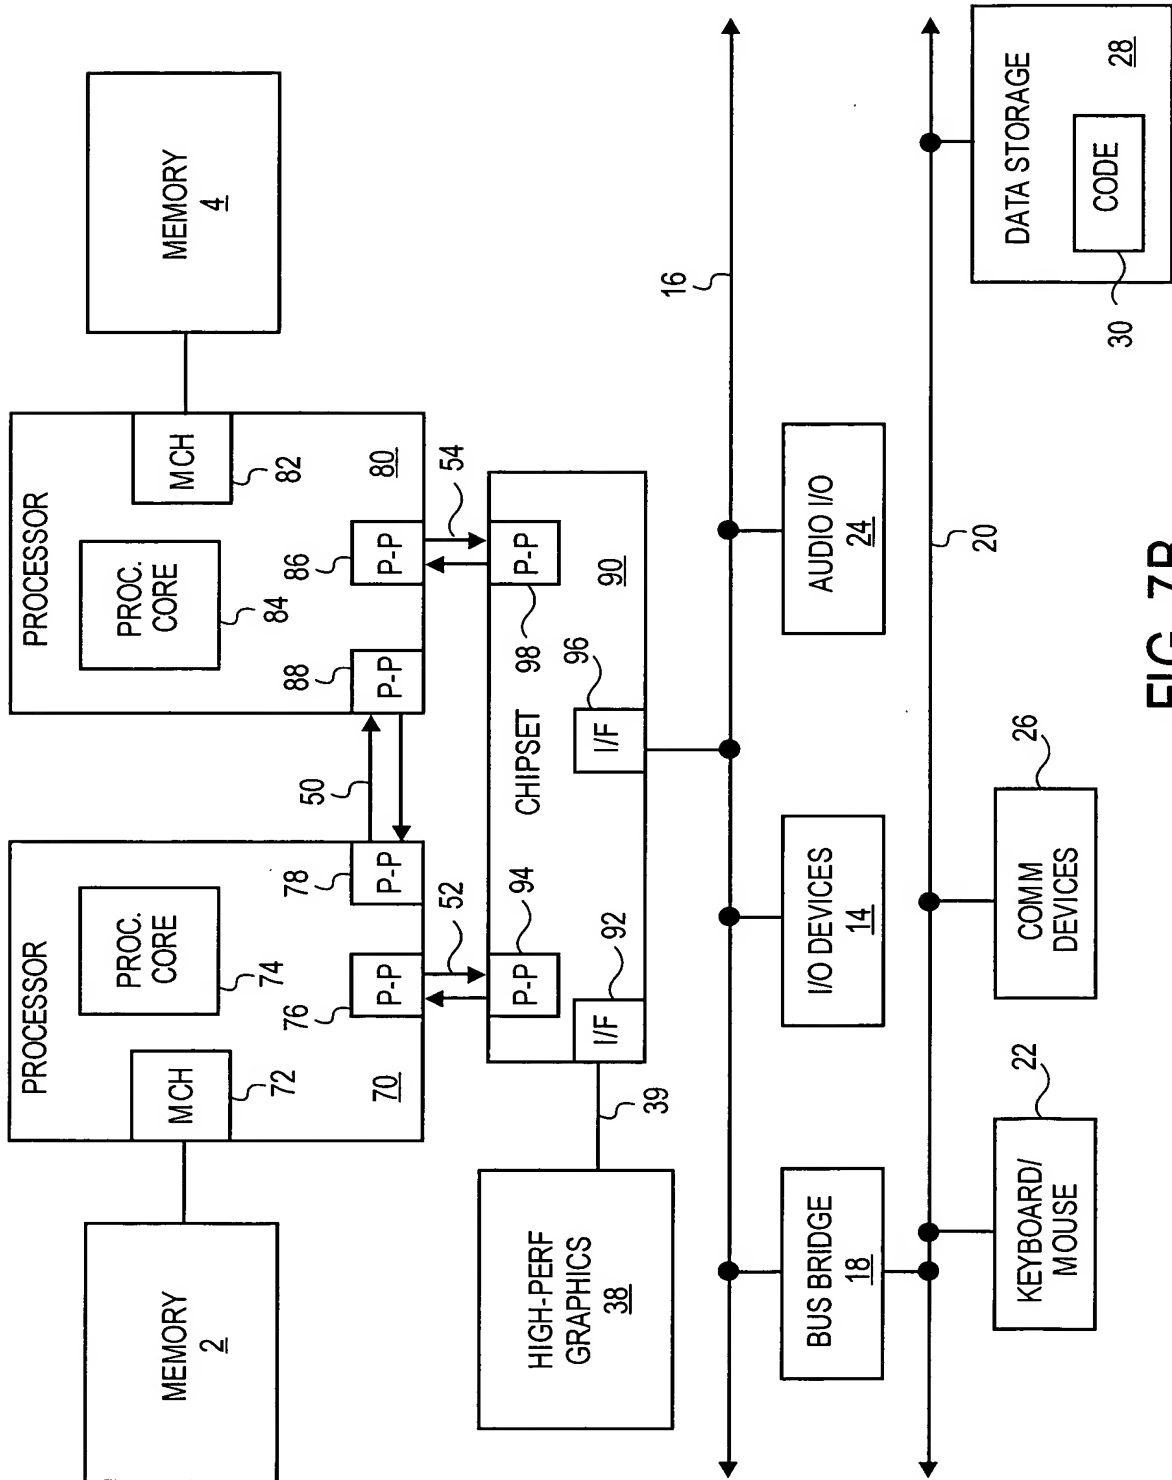 PROCESSOR
PROCESSOR
PROC.
CORE
74
MCH
72
70
76
P-P
78
P-P
50
PROC.
CORE
84
MCH
82
80
88
P-P
86
P-P
MEMORY
2
MEMORY
4
52
54
P-P
94
CHIPSET
P-P
98
90
I/F
92
I/F
96
HIGH-PERF
GRAPHICS
38
39
16
BUS BRIDGE
18
I/O DEVICES
14
AUDIO I/O
24
20
KEYBOARD/
MOUSE
22
COMM
DEVICES
26
DATA STORAGE
CODE
28
30
FIG. 7B